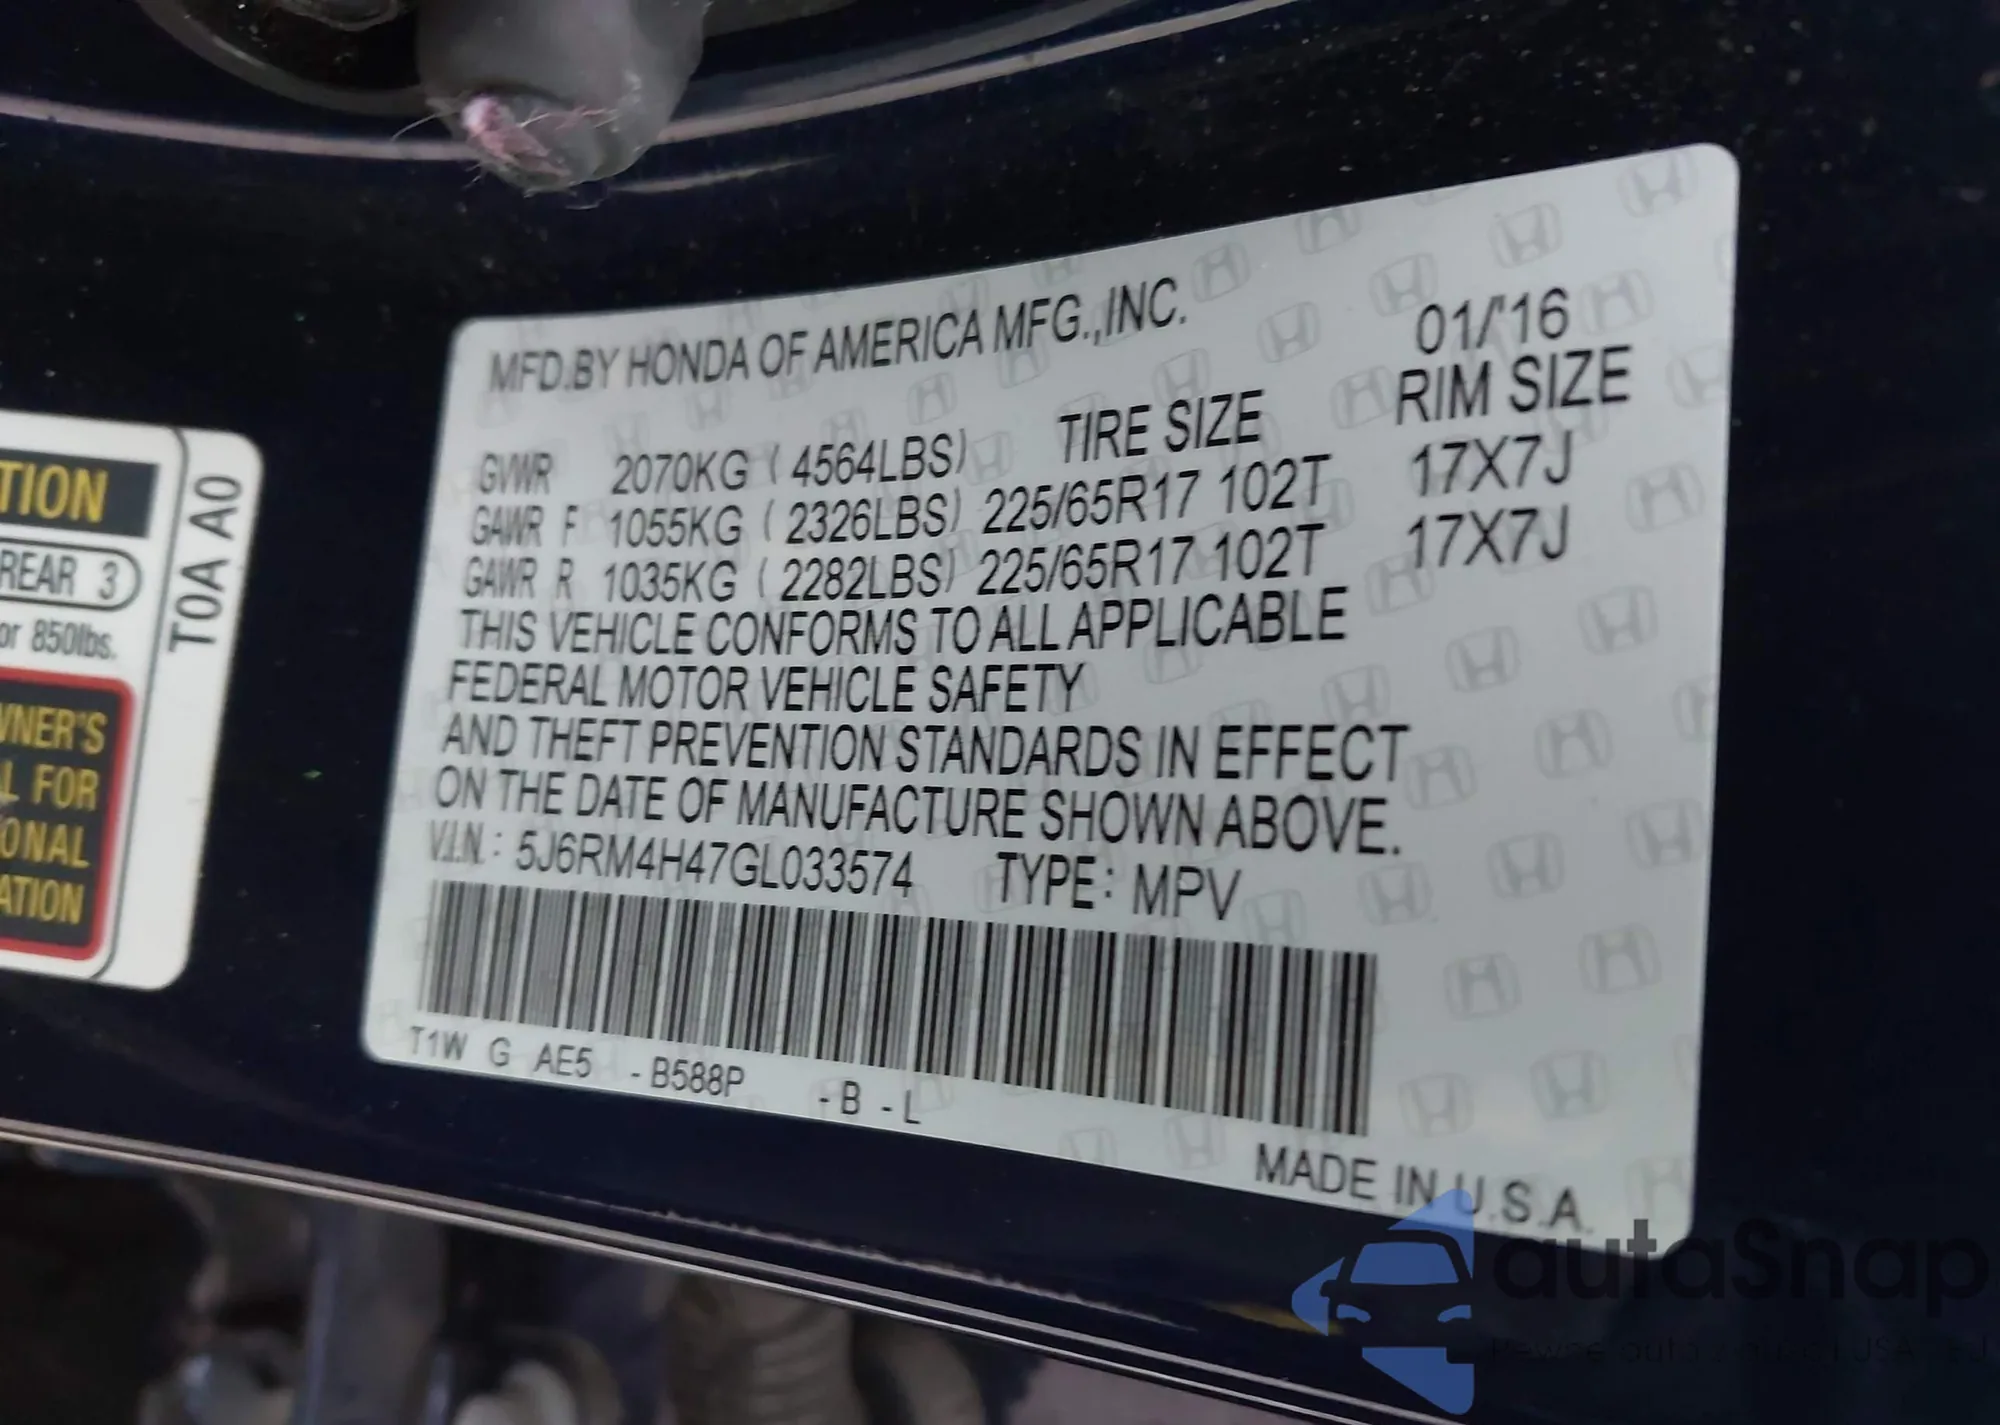 TION
REAR 3
or 850lbs.
WNER'S
L FOR
ONAL
ATION
T0A A0
MFD.BY HONDA OF AMERICA MFG.,INC. 01/'16
TIRE SIZE RIM SIZE
GVWR 2070KG ( 4564LBS)
GAWR F 1055KG ( 2326LBS) 225/65R17 102T 17X7J
GAWR R 1035KG ( 2282LBS) 225/65R17 102T 17X7J
THIS VEHICLE CONFORMS TO ALL APPLICABLE
FEDERAL MOTOR VEHICLE SAFETY
AND THEFT PREVENTION STANDARDS IN EFFECT
ON THE DATE OF MANUFACTURE SHOWN ABOVE.
V.I.N.: 5J6RM4H47GL033574 TYPE: MPV
T1W G AE5 -B588P -B -L
MADE IN U.S.A.
autaSnap